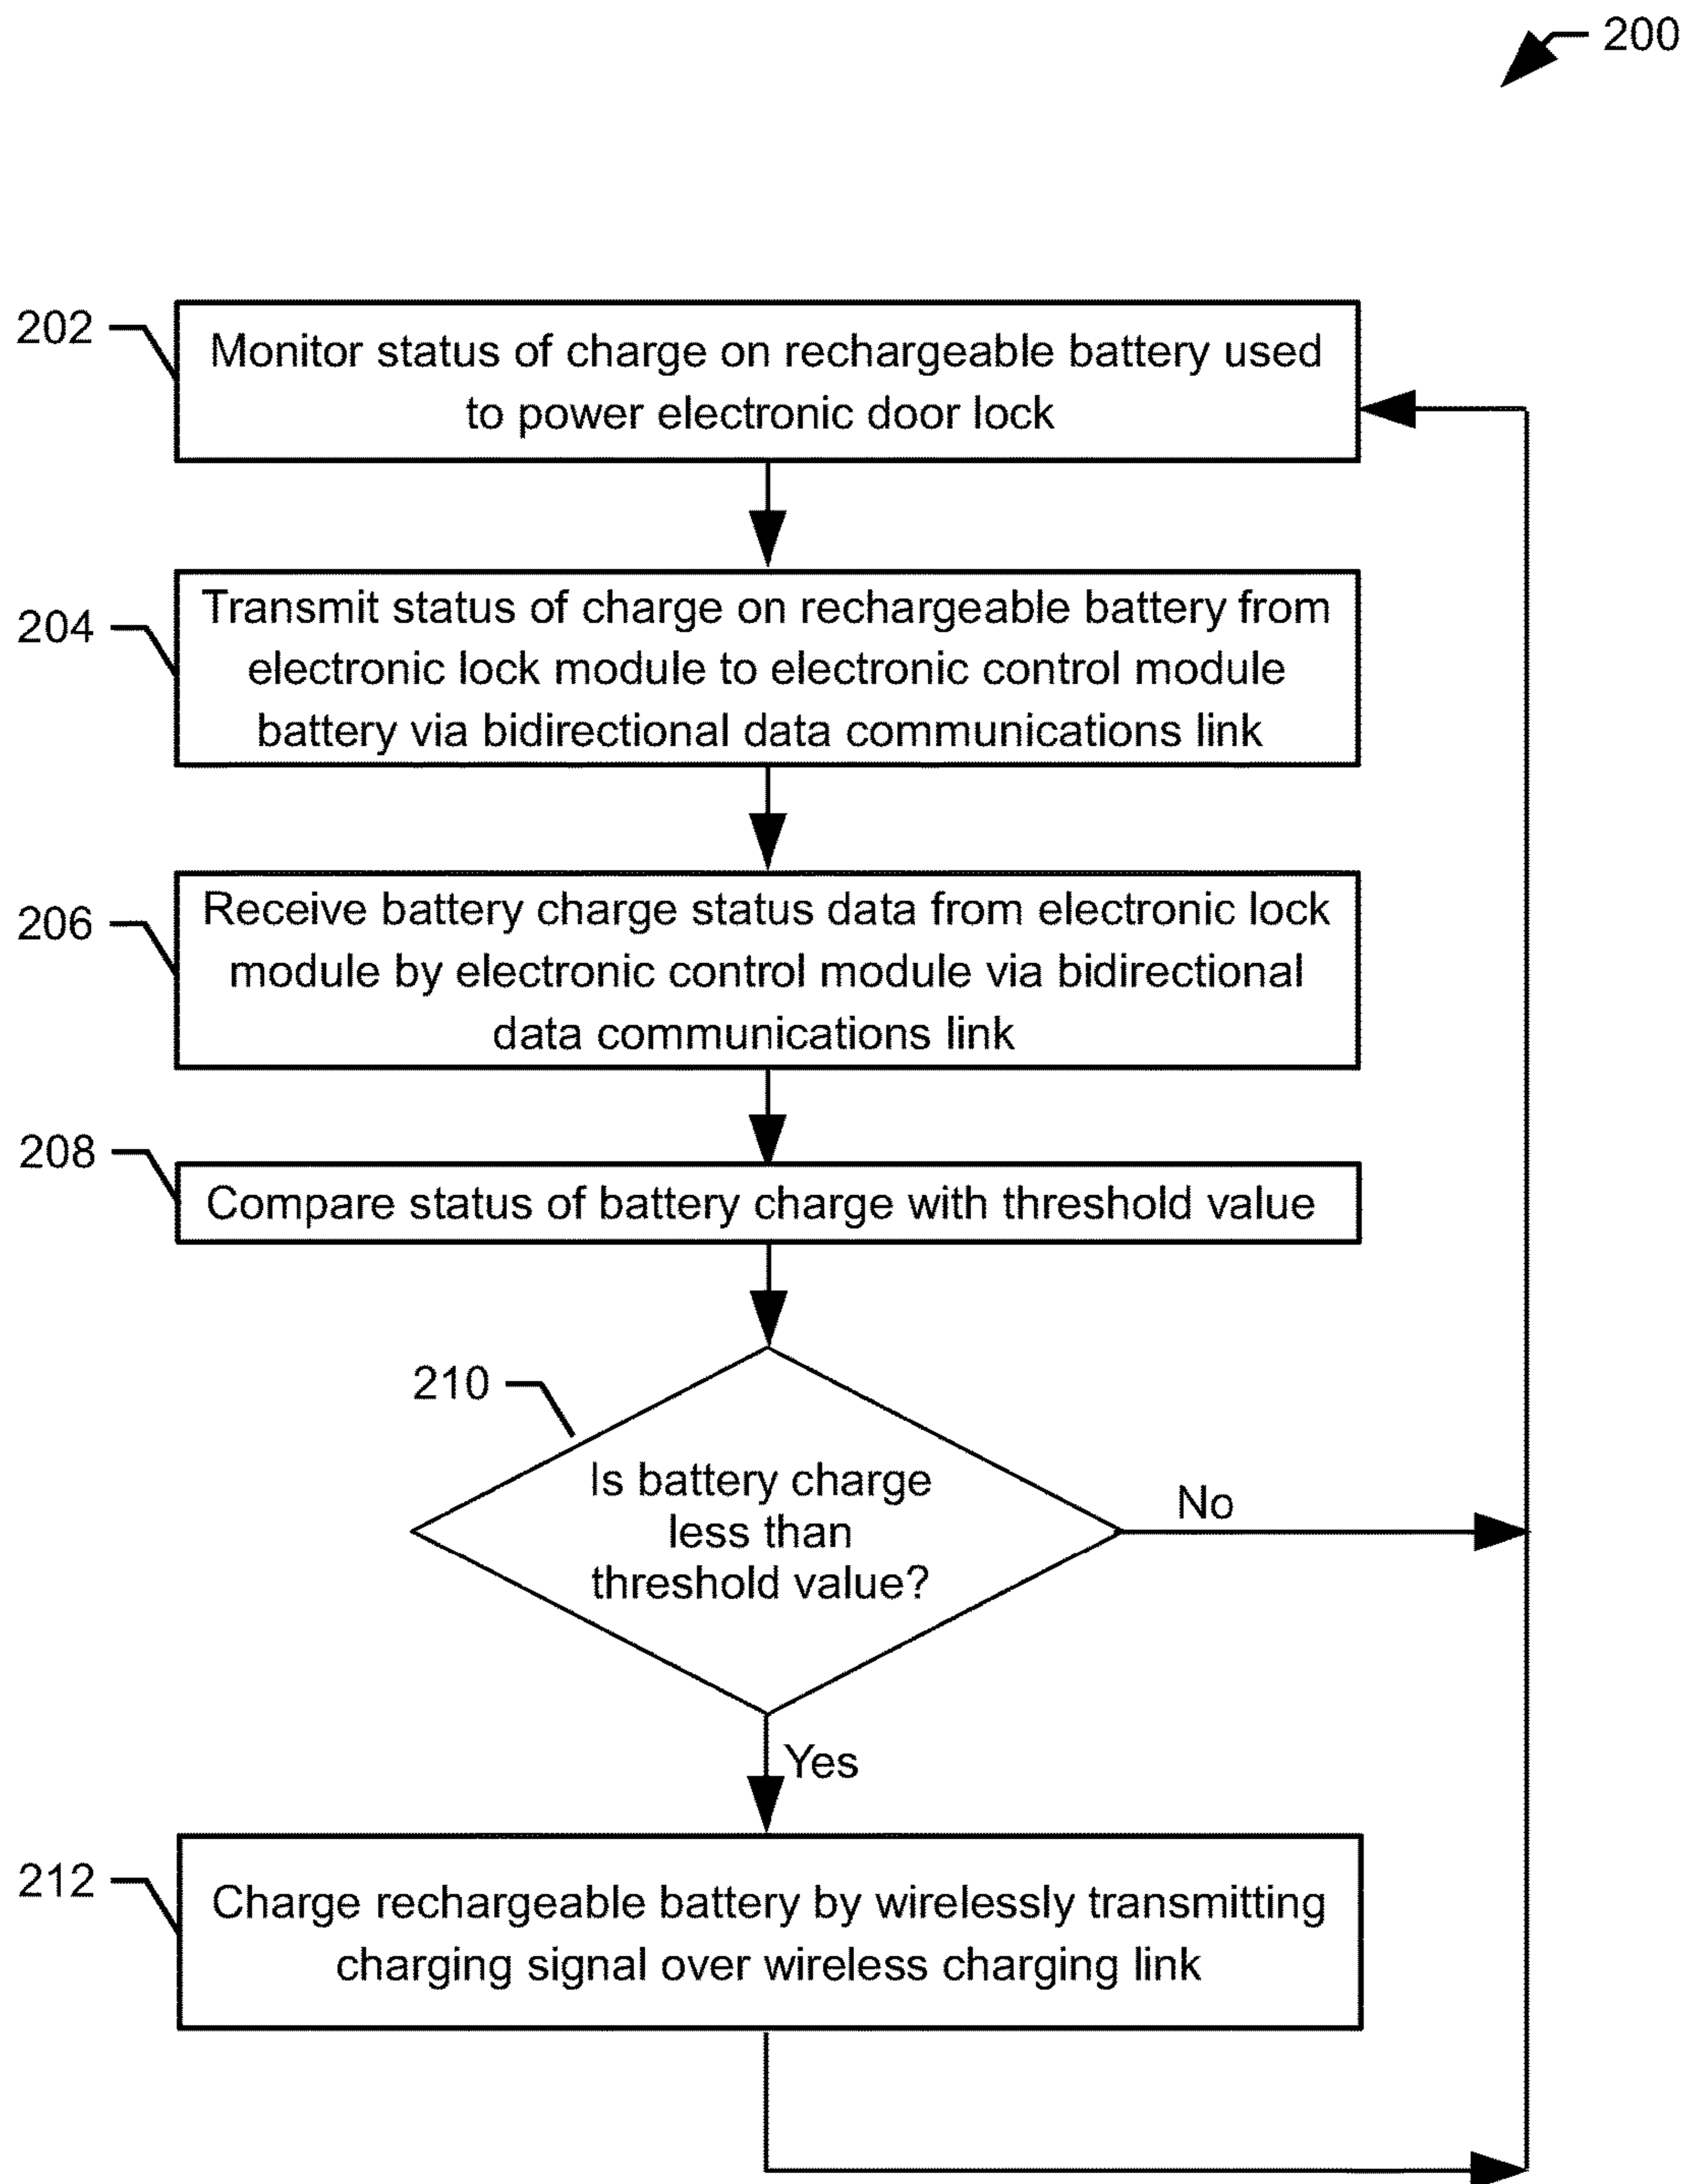 200
202
Monitor status of charge on rechargeable battery used
to power electronic door lock
204
Transmit status of charge on rechargeable battery from
electronic lock module to electronic control module
battery via bidirectional data communications link
206
Receive battery charge status data from electronic lock
module by electronic control module via bidirectional
data communications link
208
Compare status of battery charge with threshold value
210
Is battery charge
less than
threshold value?
No
Yes
212
Charge rechargeable battery by wirelessly transmitting
charging signal over wireless charging link